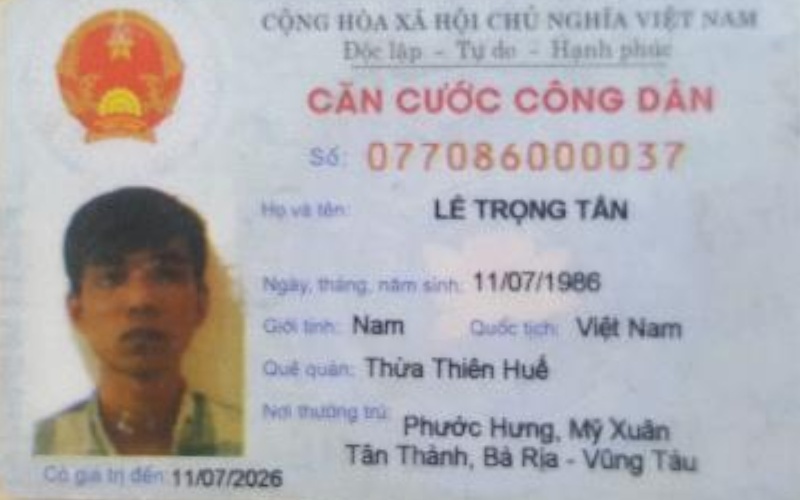 CỘNG HÒA XÃ HỘI CHỦ NGHĨA VIỆT NAM
Độc lập - Tự do - Hạnh phúc
CĂN CƯỚC CÔNG DÂN
Số: 077086000037
Họ và tên: LÊ TRỌNG TÂN
Ngày, tháng, năm sinh: 11/07/1986
Giới tính: Nam Quốc tịch: Việt Nam
Quê quán: Thừa Thiên Huế
Nơi thường trú: Phước Hưng, Mỹ Xuân
Tân Thành, Bà Rịa - Vũng Tàu
Có giá trị đến: 11/07/2026